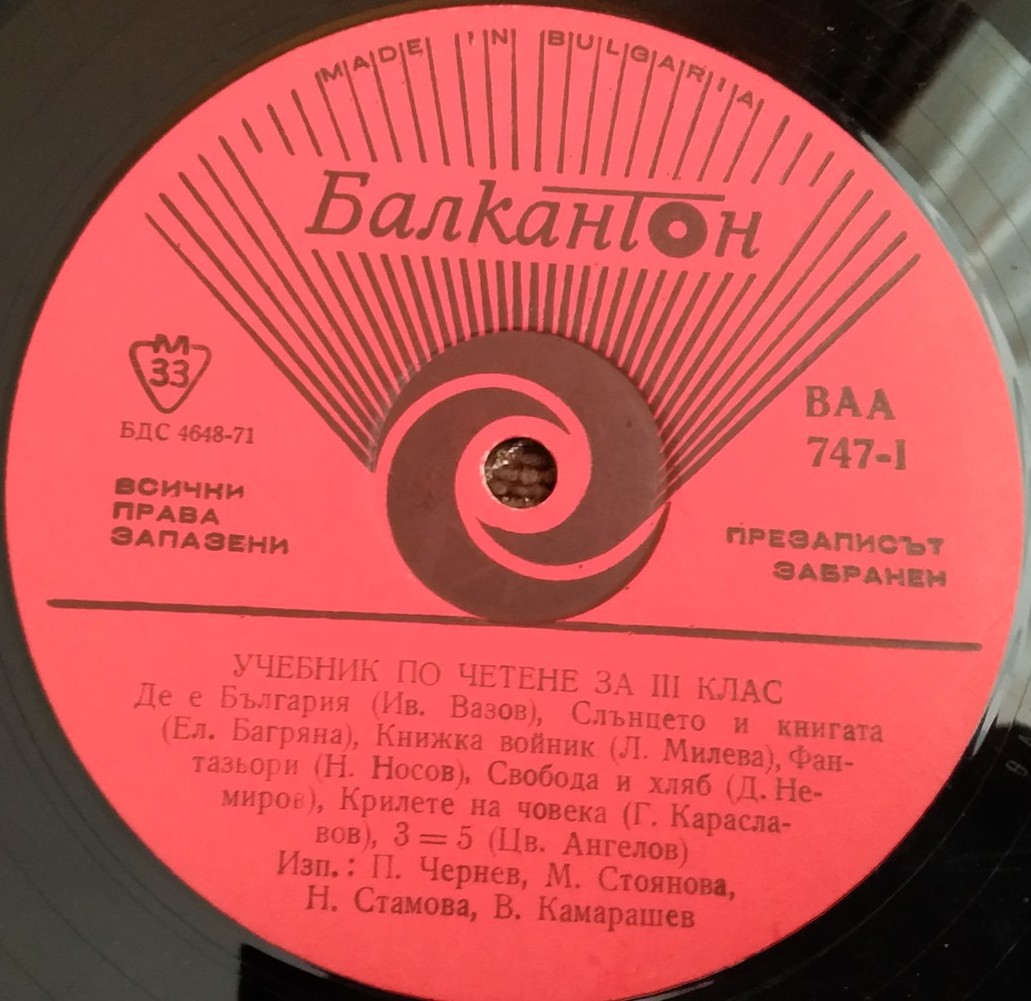 MADE IN BULGARIA
Балкантон
М
33
БДС 4648-71
ВСИЧНИ
ПРАВА
ЗАПАЗЕНИ
ВАА
747-I
ПРЕЗАПИСЪТ
ЗАБРАНЕН
УЧЕБНИК ПО ЧЕТЕНЕ ЗА III КЛАС
Де е България (Ив. Вазов), Слънцето и книгата
(Ел. Багряна), Книжка войник (Л. Милева), Фан-
тазьори (Н. Носов), Свобода и хляб (Д. Не-
миров), Крилете на човека (Г. Карасла-
вов), 3 = 5 (Цв. Ангелов)
Изп.: П. Чернев, М. Стоянова,
Н. Стамова, В. Камарашев